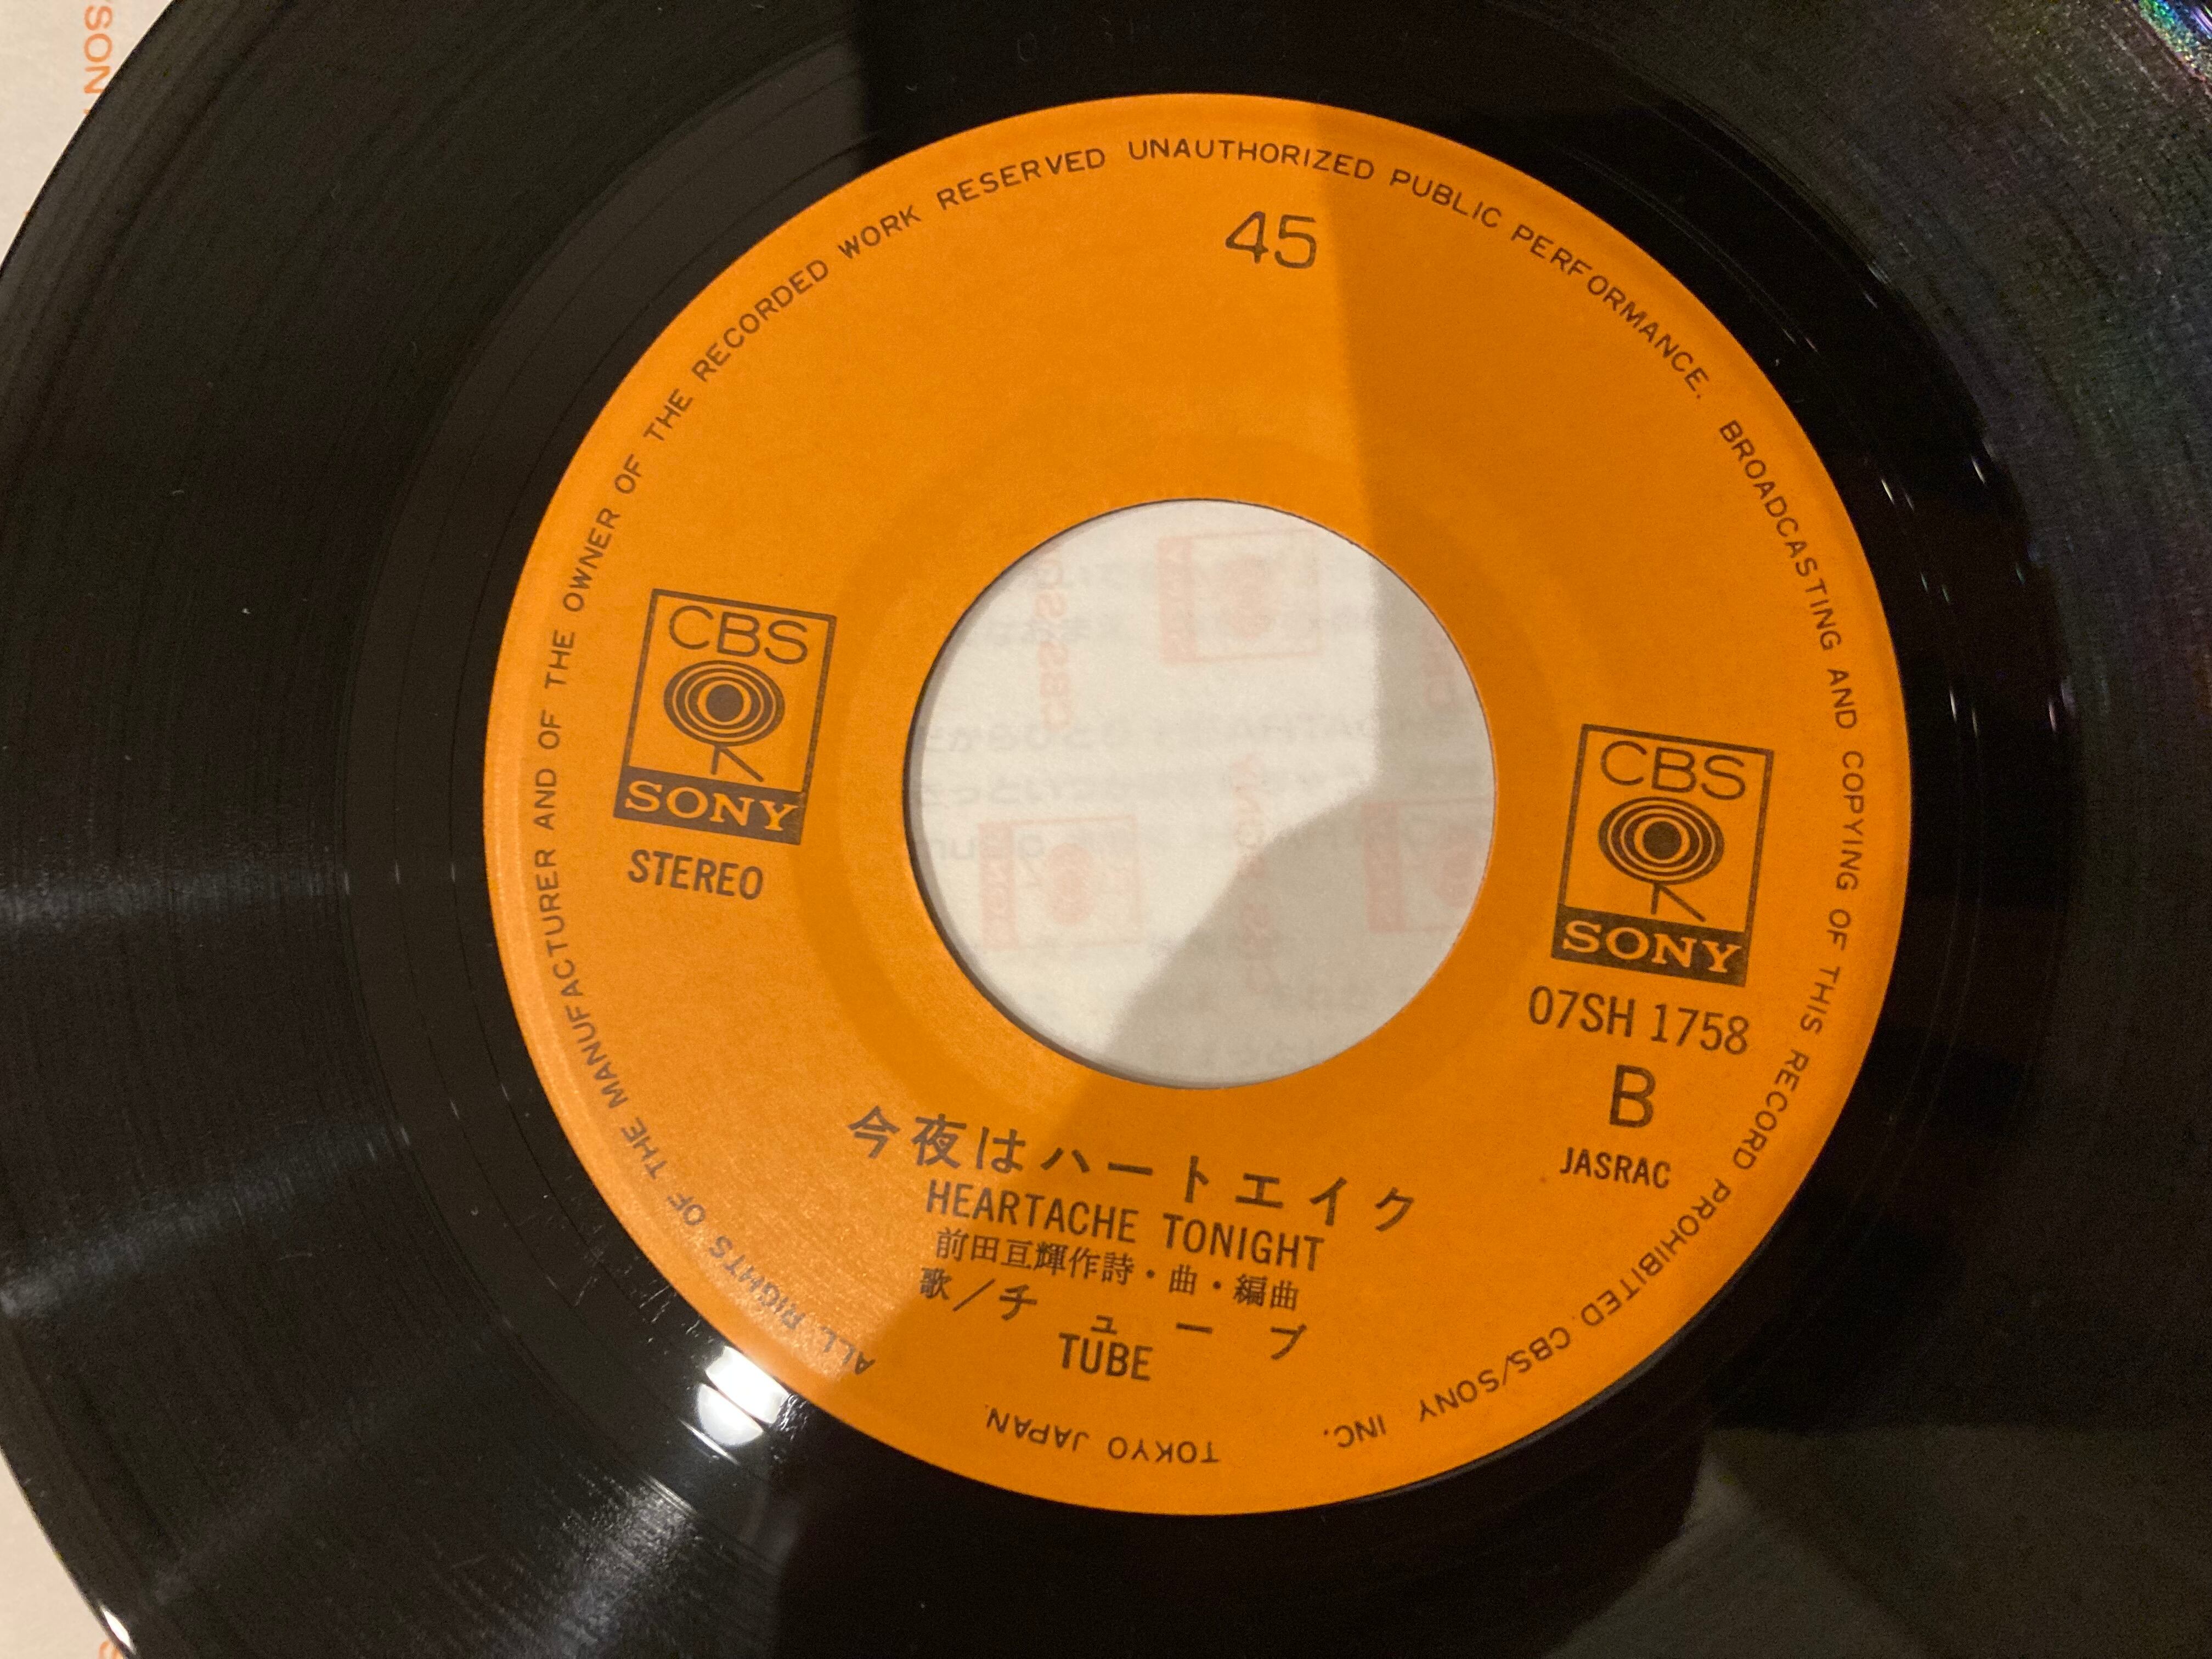 ALL RIGHTS OF THE MANUFACTURER AND OF THE OWNER OF THE RECORDED WORK RESERVED UNAUTHORIZED PUBLIC PERFORMANCE. BROADCASTING AND COPYING OF THIS RECORD PROHIBITED. CBS/SONY INC. TOKYO JAPAN.
45
CBS
SONY
STEREO
CBS
SONY
07SH 1758
B
JASRAC
今夜はハートエイク
HEARTACHE TONIGHT
前田亘輝作詩・曲・編曲
歌/チューブ
TUBE